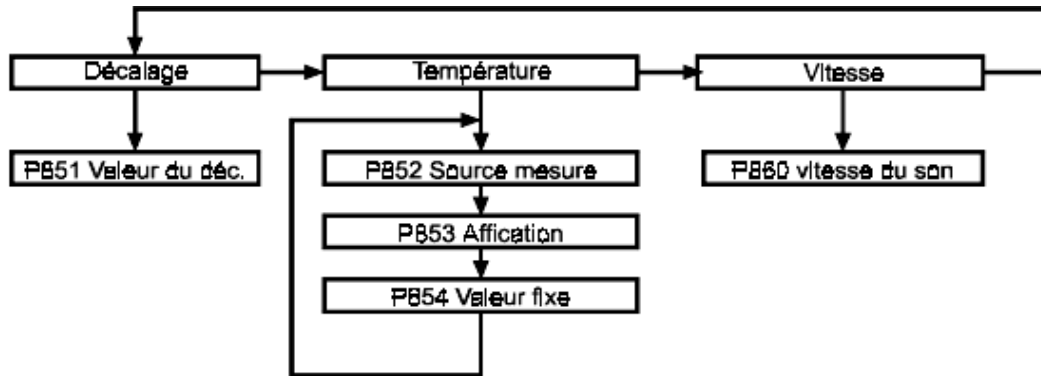 Décalage
Température
Vitesse
P851 Valeur du déc.
P852 Source mesure
P860 vitesse du son
P853 Affication
P854 Valeur fixe